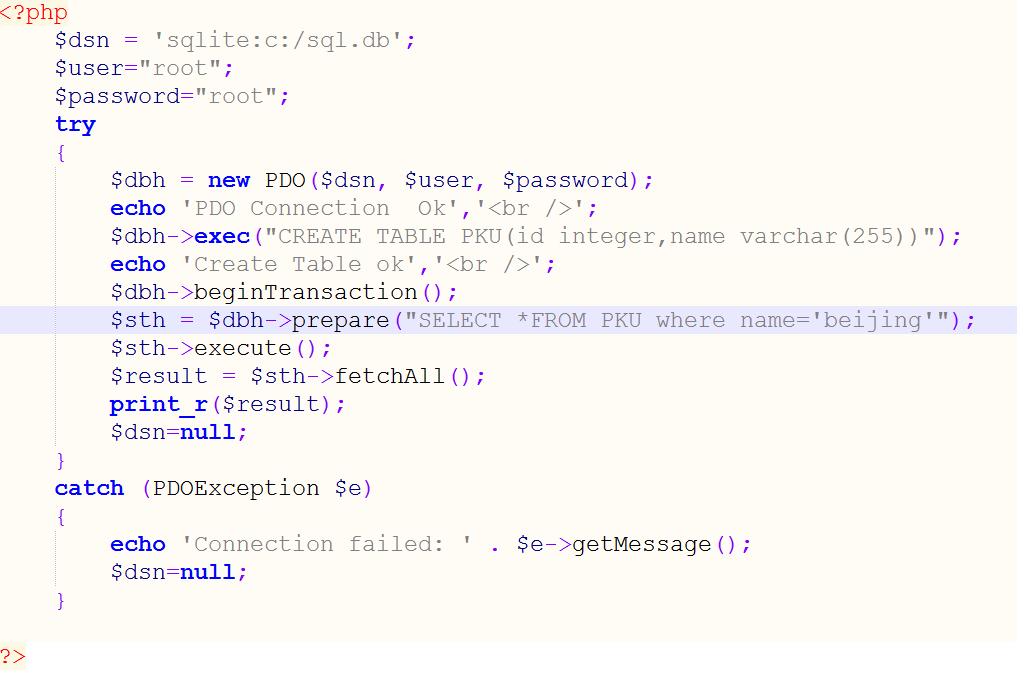 <?php
    $dsn = 'sqlite:c:/sql.db';
    $user="root";
    $password="root";
    try
    {
        $dbh = new PDO($dsn, $user, $password);
        echo 'PDO Connection  Ok','<br />';
        $dbh->exec("CREATE TABLE PKU(id integer,name varchar(255))");
        echo 'Create Table ok','<br />';
        $dbh->beginTransaction();
        $sth = $dbh->prepare("SELECT *FROM PKU where name='beijing'");
        $sth->execute();
        $result = $sth->fetchAll();
        print_r($result);
        $dsn=null;
    }
    catch (PDOException $e)
    {
        echo 'Connection failed: ' . $e->getMessage();
        $dsn=null;
    }
?>